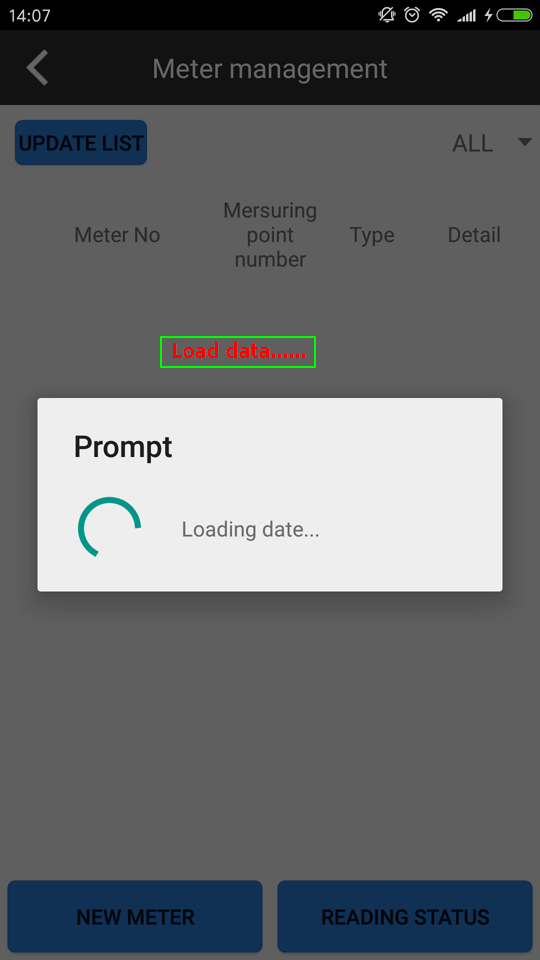 14:07
Meter management
UPDATE LIST
ALL
Mersuring
Meter No point Type Detail
number
Load data......
Prompt
Loading date...
NEW METER
READING STATUS